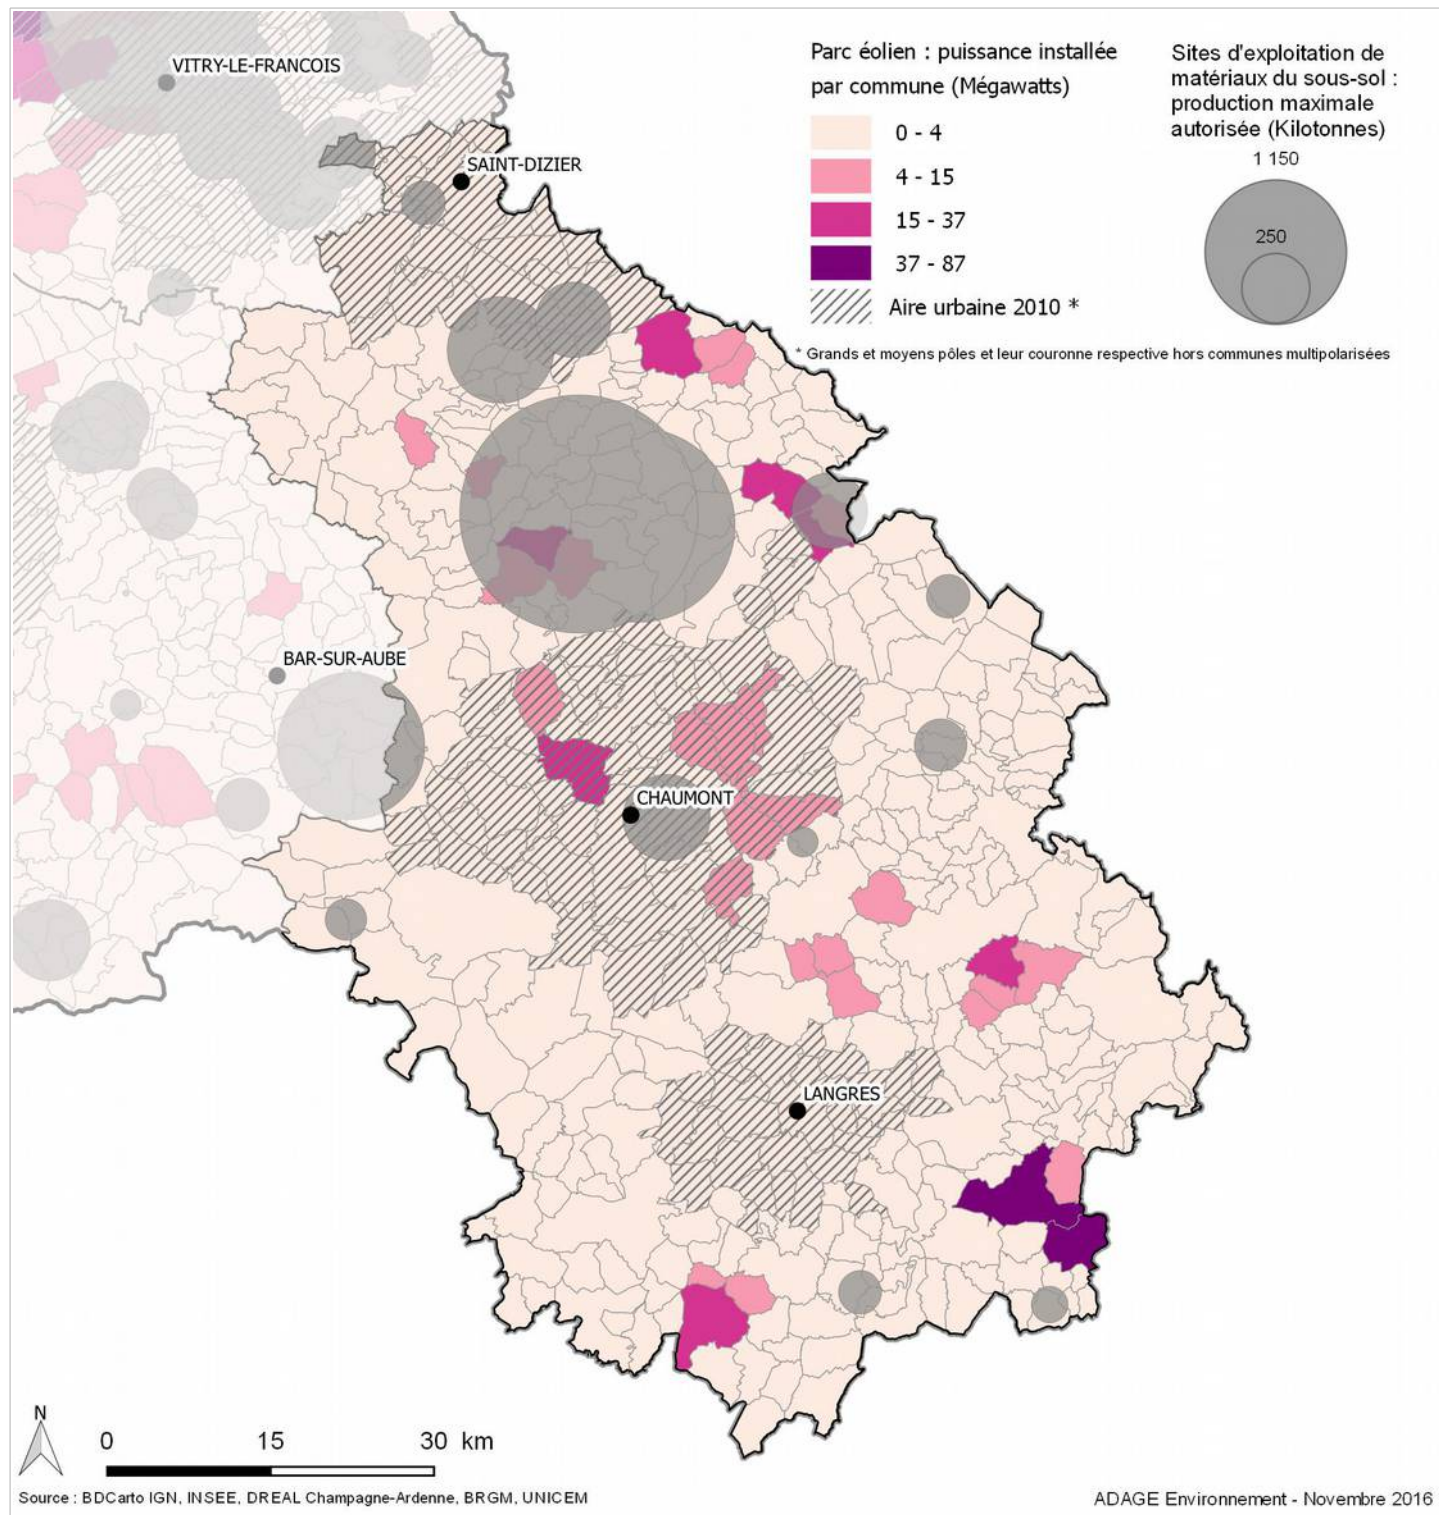 VITRY-LE-FRANCOIS
SAINT-DIZIER
BAR-SUR-AUBE
CHAUMONT
LANGRES
Parc éolien : puissance installée
par commune (Mégawatts)
0 - 4
4 - 15
15 - 37
37 - 87
Aire urbaine 2010 *
Sites d'exploitation de
matériaux du sous-sol :
production maximale
autorisée (Kilotonnes)
1 150
250
* Grands et moyens pôles et leur couronne respective hors communes multipolarisées
N
0 15 30 km
Source : BDCarto IGN, INSEE, DREAL Champagne-Ardenne, BRGM, UNICEM
ADAGE Environnement - Novembre 2016